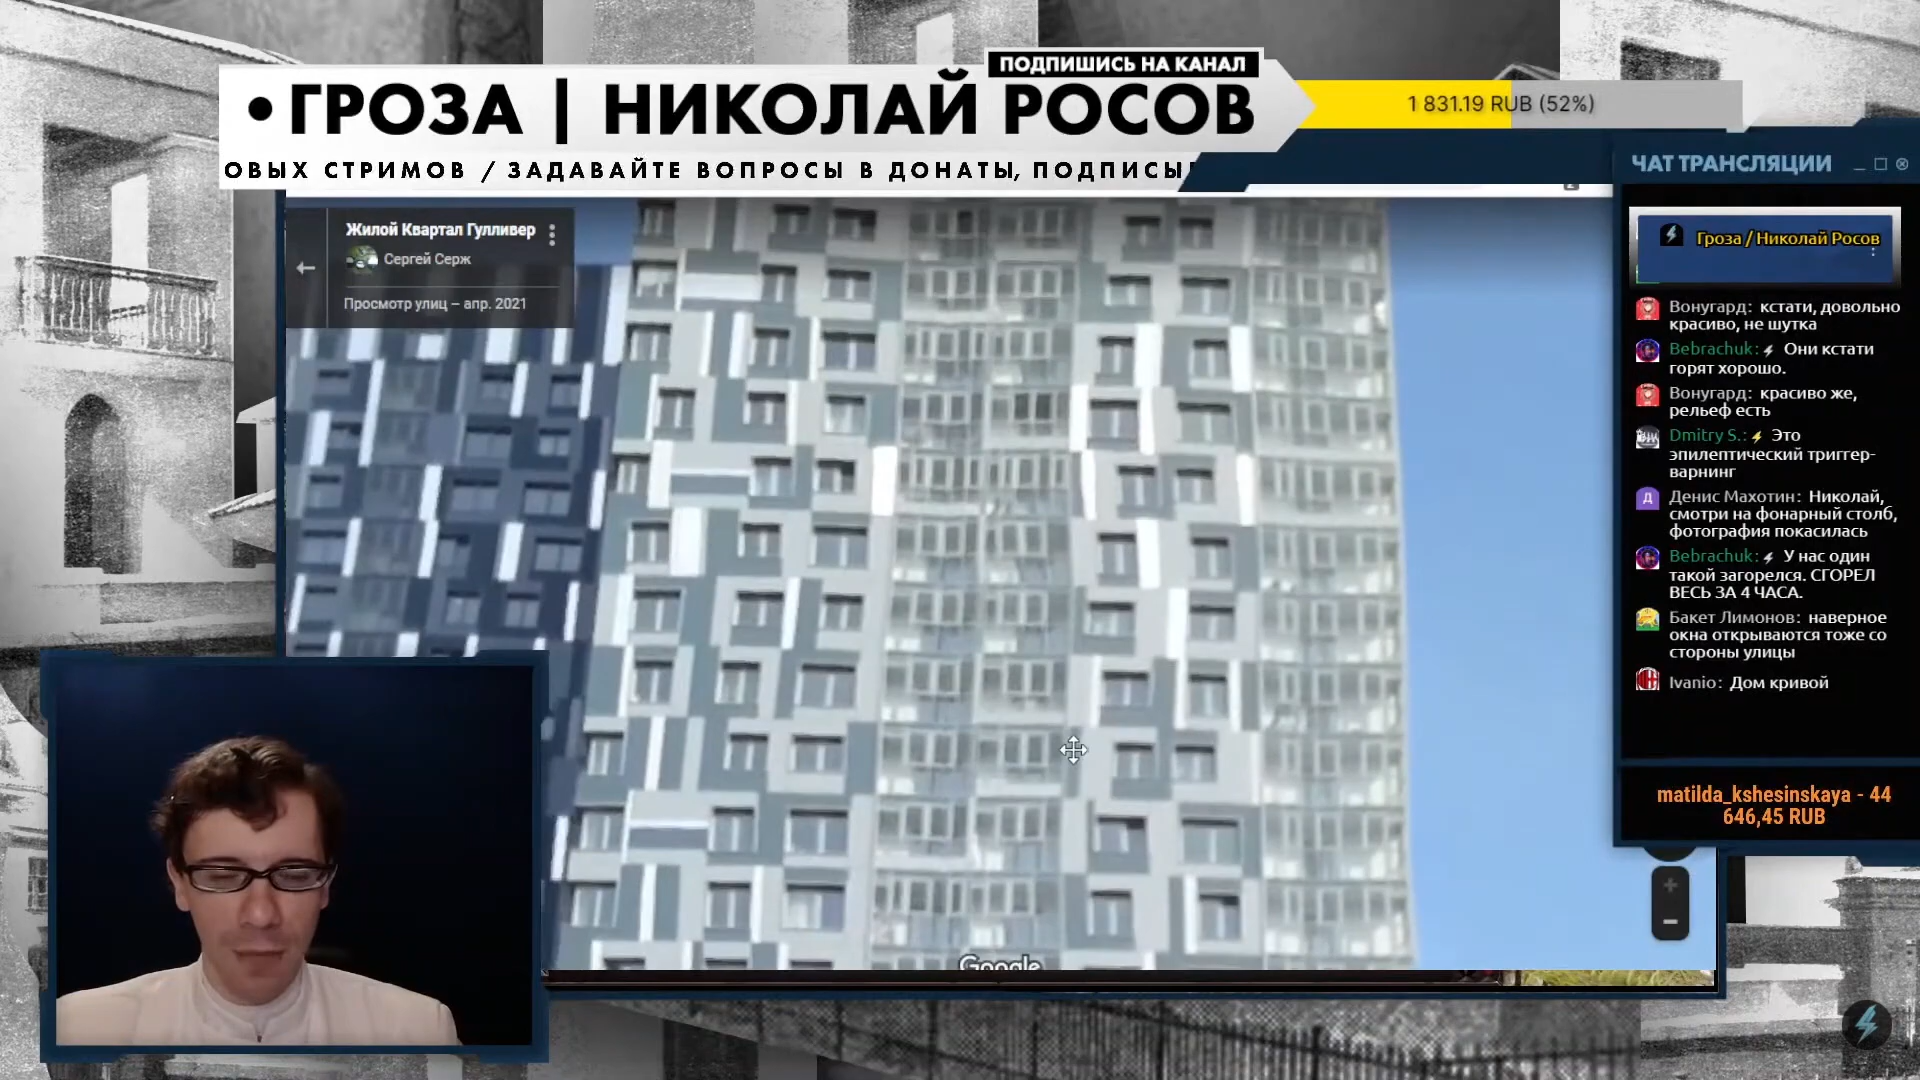 ПОДПИШИСЬ НА КАНАЛ
• ГРОЗА | НИКОЛАЙ РОСОВ
1 831.19 RUB (52%)
ОВЫХ СТРИМОВ / ЗАДАВАЙТЕ ВОПРОСЫ В ДОНАТЫ, ПОДПИСЫ
ЧАТ ТРАНСЛЯЦИИ
Жилой Квартал Гулливер
Сергей Серж
Просмотр улиц – апр. 2021
Гроза / Николай Росов
Вонугард: кстати, довольно
красиво, не шутка
Bebrachuk: Они кстати
горят хорошо.
Вонугард: красиво же,
рельеф есть
Dmitry S.: Это
эпилептический триггер-
варнинг
Д Денис Махотин: Николай,
смотри на фонарный столб,
фотография покасилась
Bebrachuk: У нас один
такой загорелся. СГОРЕЛ
ВЕСЬ ЗА 4 ЧАСА.
Бакет Лимонов: наверное
окна открываются тоже со
стороны улицы
Ivanio: Дом кривой
matilda_kshesinskaya - 44
646,45 RUB
Google